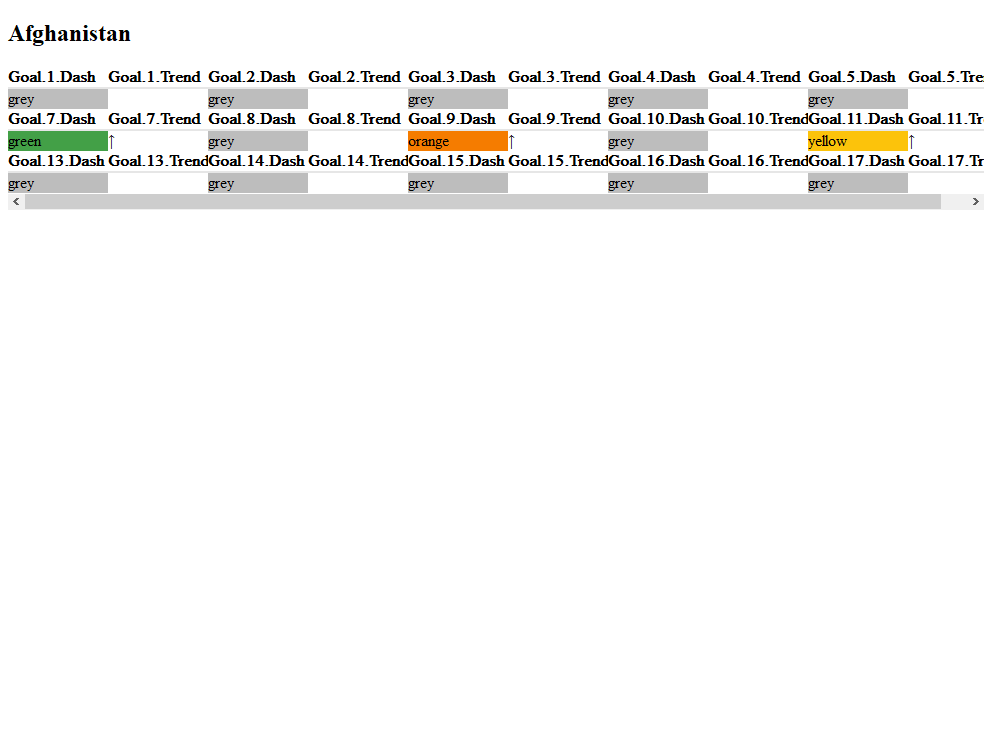 Afghanistan
Goal.1.Dash Goal.1.Trend Goal.2.Dash Goal.2.Trend Goal.3.Dash Goal.3.Trend Goal.4.Dash Goal.4.Trend Goal.5.Dash Goal.5.Tre
grey grey grey grey grey
Goal.7.Dash Goal.7.Trend Goal.8.Dash Goal.8.Trend Goal.9.Dash Goal.9.Trend Goal.10.Dash Goal.10.Trend Goal.11.Dash Goal.11.Tr
green ↑ grey orange ↑ grey yellow ↑
Goal.13.Dash Goal.13.Trend Goal.14.Dash Goal.14.Trend Goal.15.Dash Goal.15.Trend Goal.16.Dash Goal.16.Trend Goal.17.Dash Goal.17.Tr
grey grey grey grey grey